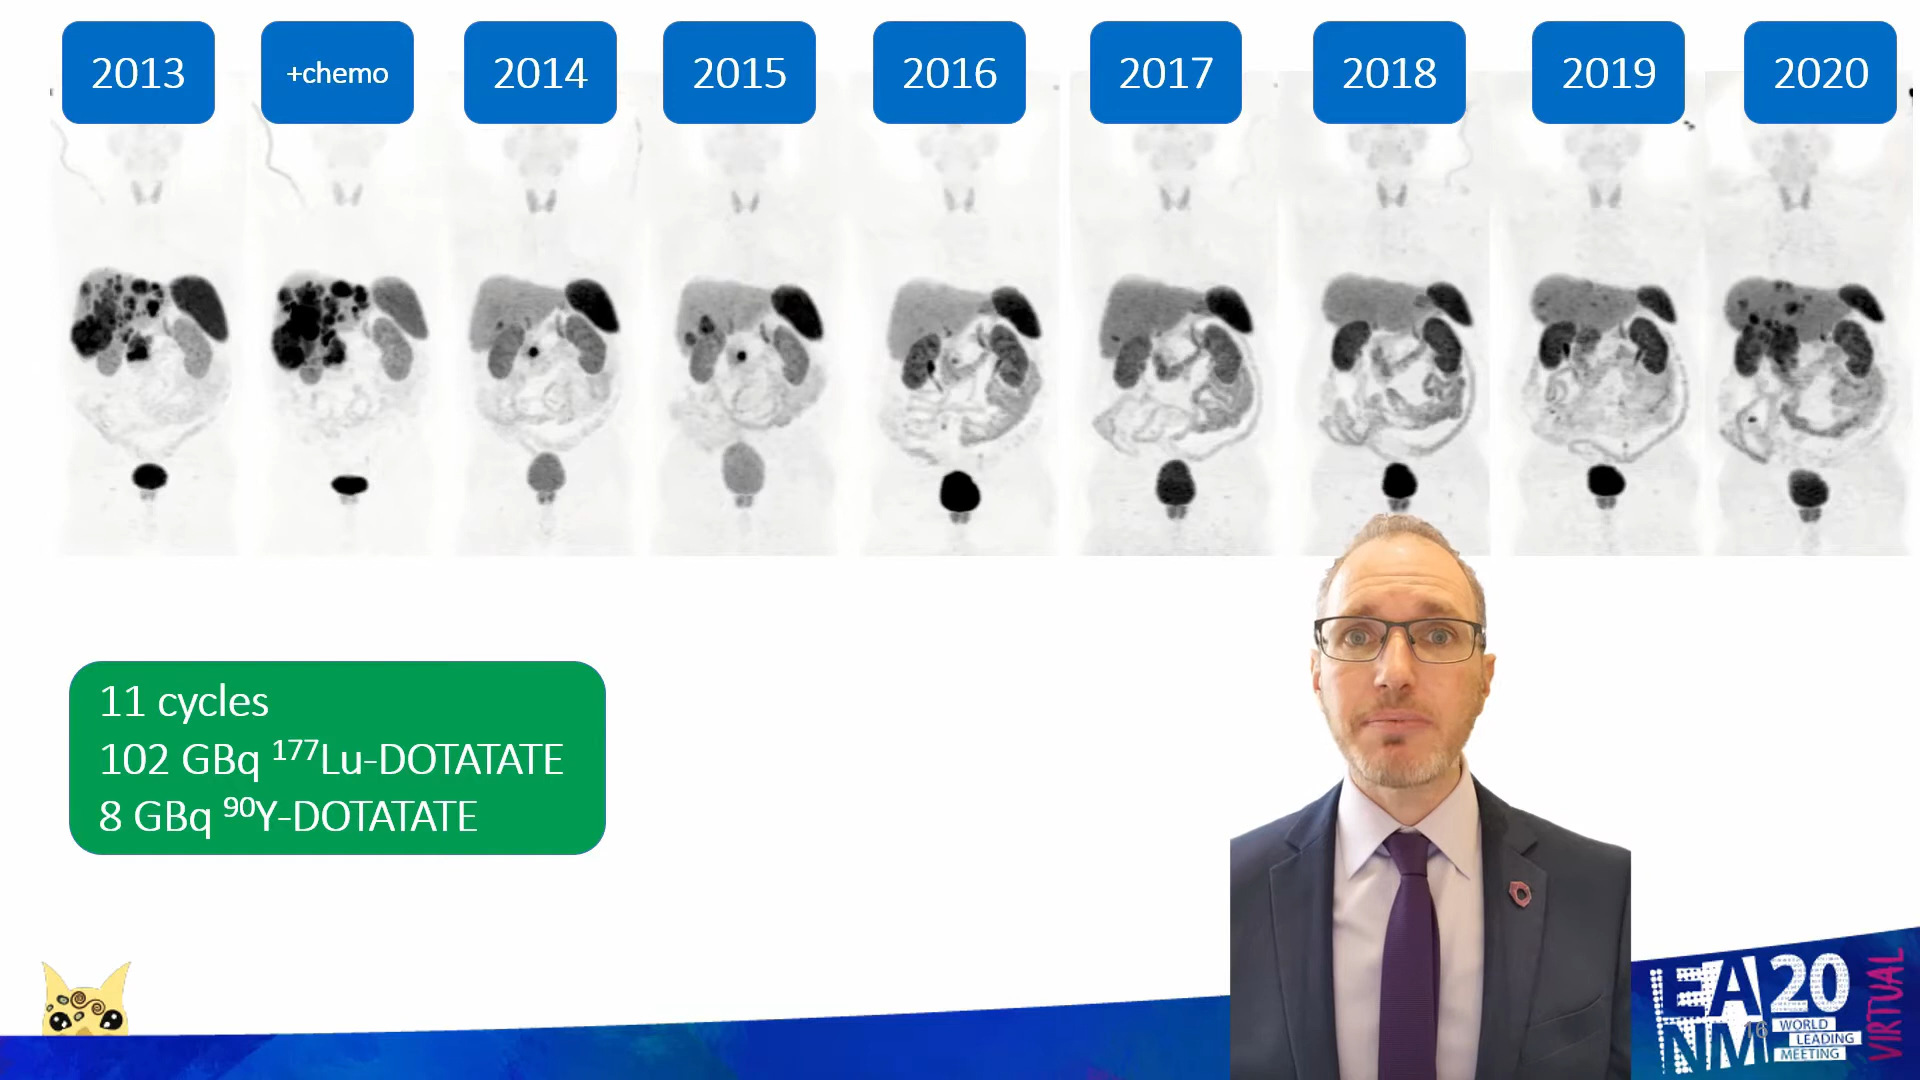 2013
+chemo
2014
2015
2016
2017
2018
2019
2020
11 cycles
102 GBq ¹⁷⁷Lu-DOTATATE
8 GBq ⁹⁰Y-DOTATATE
EANM
20
VIRTUAL
WORLD
LEADING
MEETING
16